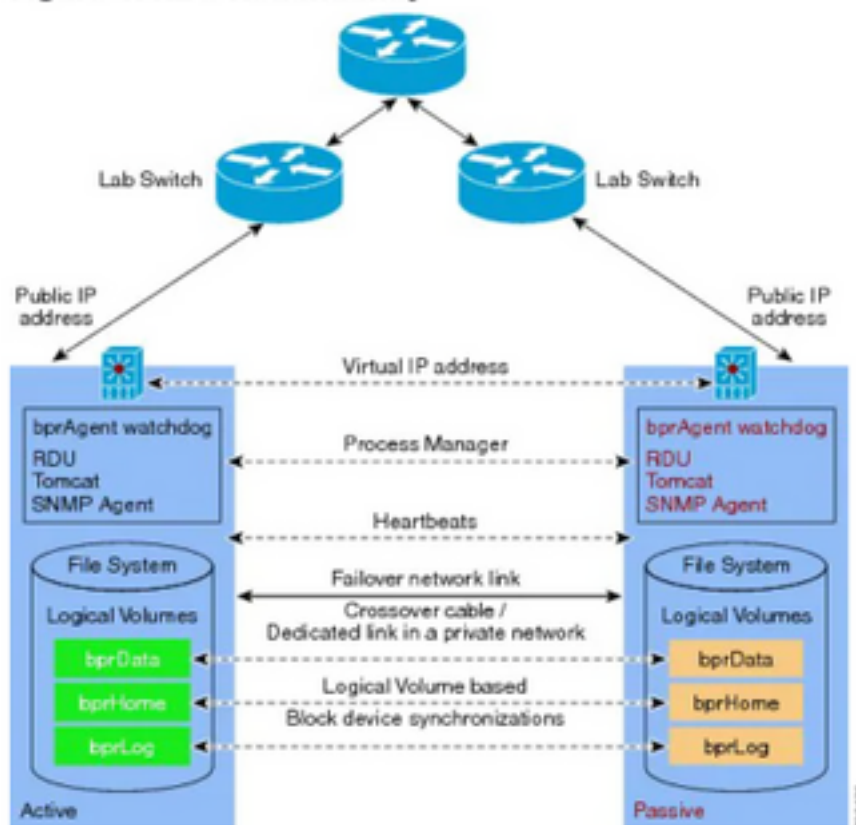 Lab Switch
Lab Switch
Public IP
address
Public IP
address
Virtual IP address
bprAgent watchdog
RDU
Tomcat
SNMP Agent
Process Manager
bprAgent watchdog
RDU
Tomcat
SNMP Agent
Heartbeats
File System
Logical Volumes
bprData
bprHome
bprLog
Failover network link
Crossover cable /
Dedicated link in a private network
Logical Volume based
Block device synchronizations
File System
Logical Volumes
bprData
bprHome
bprLog
Active
Passive